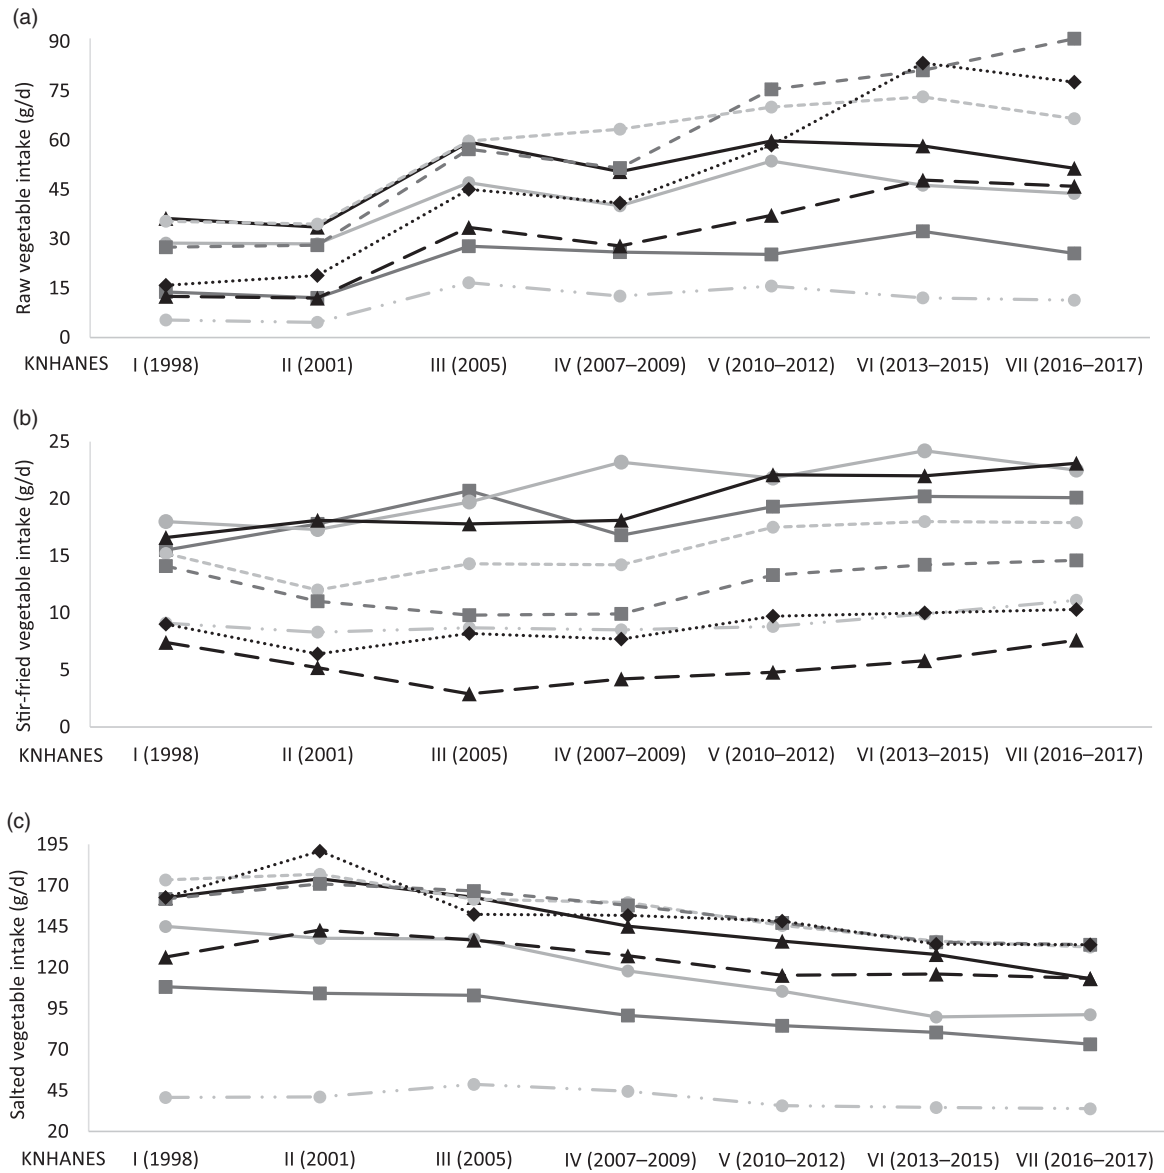 (a)
Raw vegetable intake (g/d)
90
75
60
45
30
15
0
KNHANES I (1998) II (2001) III (2005) IV (2007–2009) V (2010–2012) VI (2013–2015) VII (2016–2017)
(b)
Stir-fried vegetable intake (g/d)
25
20
15
10
5
0
KNHANES I (1998) II (2001) III (2005) IV (2007–2009) V (2010–2012) VI (2013–2015) VII (2016–2017)
(c)
Salted vegetable intake (g/d)
195
170
145
120
95
70
45
20
KNHANES I (1998) II (2001) III (2005) IV (2007–2009) V (2010–2012) VI (2013–2015) VII (2016–2017)